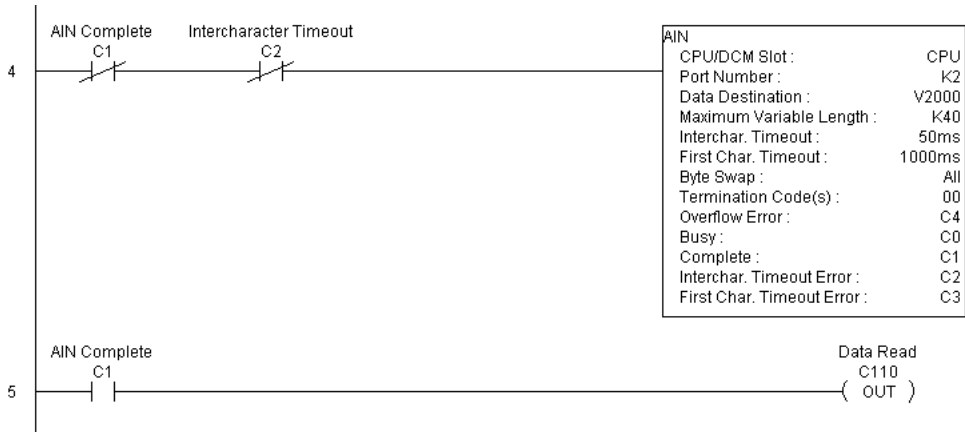 AIN Complete
C1
Intercharacter Timeout
C2
4
AIN
CPU/DCM Slot : CPU
Port Number : K2
Data Destination : V2000
Maximum Variable Length : K40
Interchar. Timeout : 50ms
First Char. Timeout : 1000ms
Byte Swap : All
Termination Code(s) : 00
Overflow Error : C4
Busy : C0
Complete : C1
Interchar. Timeout Error : C2
First Char. Timeout Error : C3
AIN Complete
C1
5
Data Read
C110
( OUT )